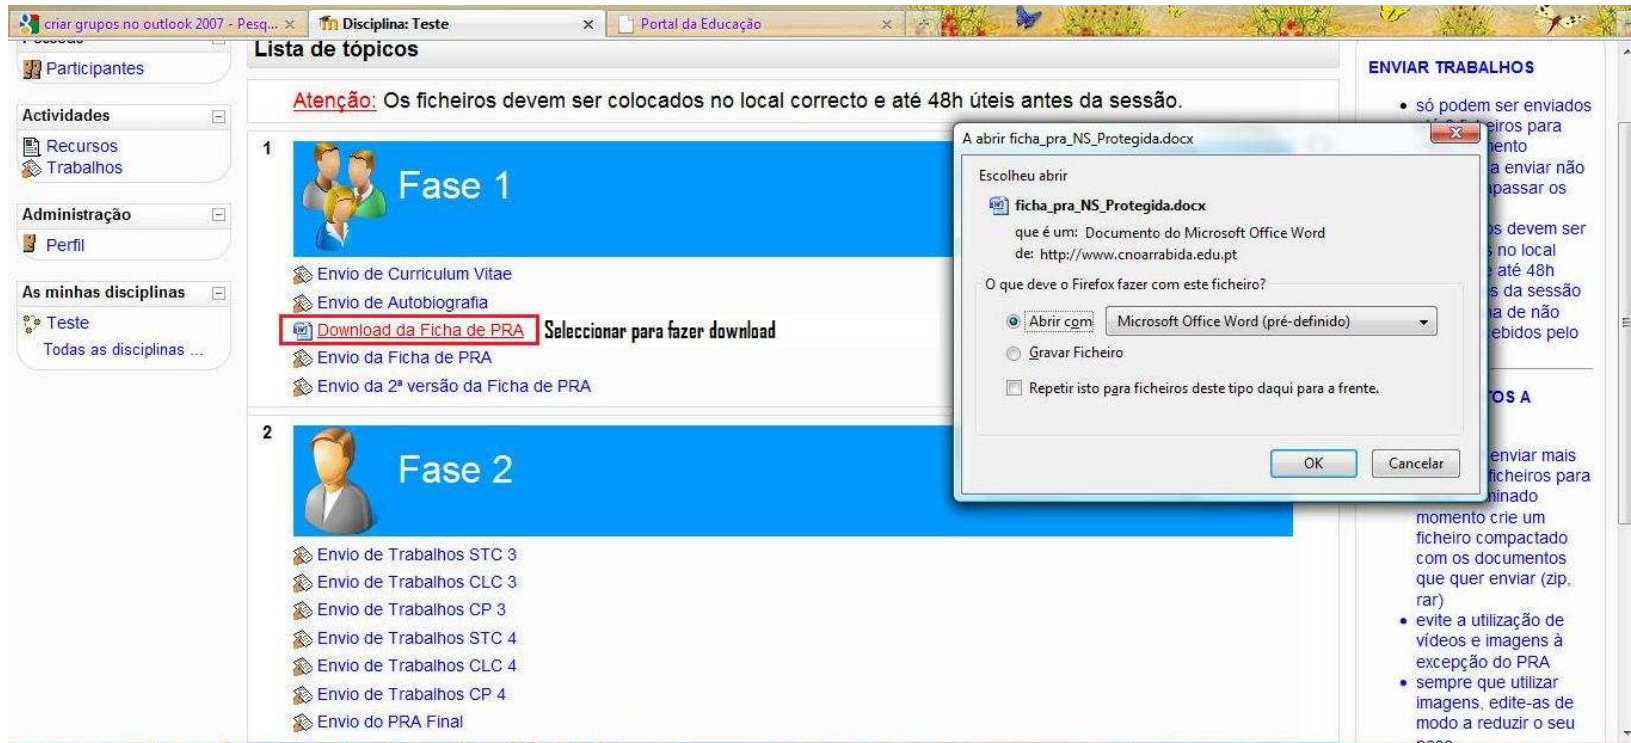 criar grupos no outlook 2007 - Pesq...
Disciplina: Teste
Portal da Educação
Participantes
Actividades
Recursos
Trabalhos
Administração
Perfil
As minhas disciplinas
Teste
Todas as disciplinas ...
Lista de tópicos
Atenção: Os ficheiros devem ser colocados no local correcto e até 48h úteis antes da sessão.
1
Fase 1
Envio de Curriculum Vitae
Envio de Autobiografia
Download da Ficha de PRA Seleccionar para fazer download
Envio da Ficha de PRA
Envio da 2ª versão da Ficha de PRA
2
Fase 2
Envio de Trabalhos STC 3
Envio de Trabalhos CLC 3
Envio de Trabalhos CP 3
Envio de Trabalhos STC 4
Envio de Trabalhos CLC 4
Envio de Trabalhos CP 4
Envio do PRA Final
A abrir ficha_pra_NS_Protegida.docx
Escolheu abrir
ficha_pra_NS_Protegida.docx
que é um: Documento do Microsoft Office Word
de: http://www.cnoarrabida.edu.pt
O que deve o Firefox fazer com este ficheiro?
Abrir com Microsoft Office Word (pré-definido)
Gravar Ficheiro
Repetir isto para ficheiros deste tipo daqui para a frente.
OK Cancelar
ENVIAR TRABALHOS
só podem ser enviados
eiros para
ento
a enviar não
apassar os
s devem ser
no local
até 48h
s da sessão
a de não
ebidos pelo
OS A
enviar mais
ficheiros para
minado
momento crie um
ficheiro compactado
com os documentos
que quer enviar (zip,
rar)
evite a utilização de
vídeos e imagens à
excepção do PRA
sempre que utilizar
imagens, edite-as de
modo a reduzir o seu